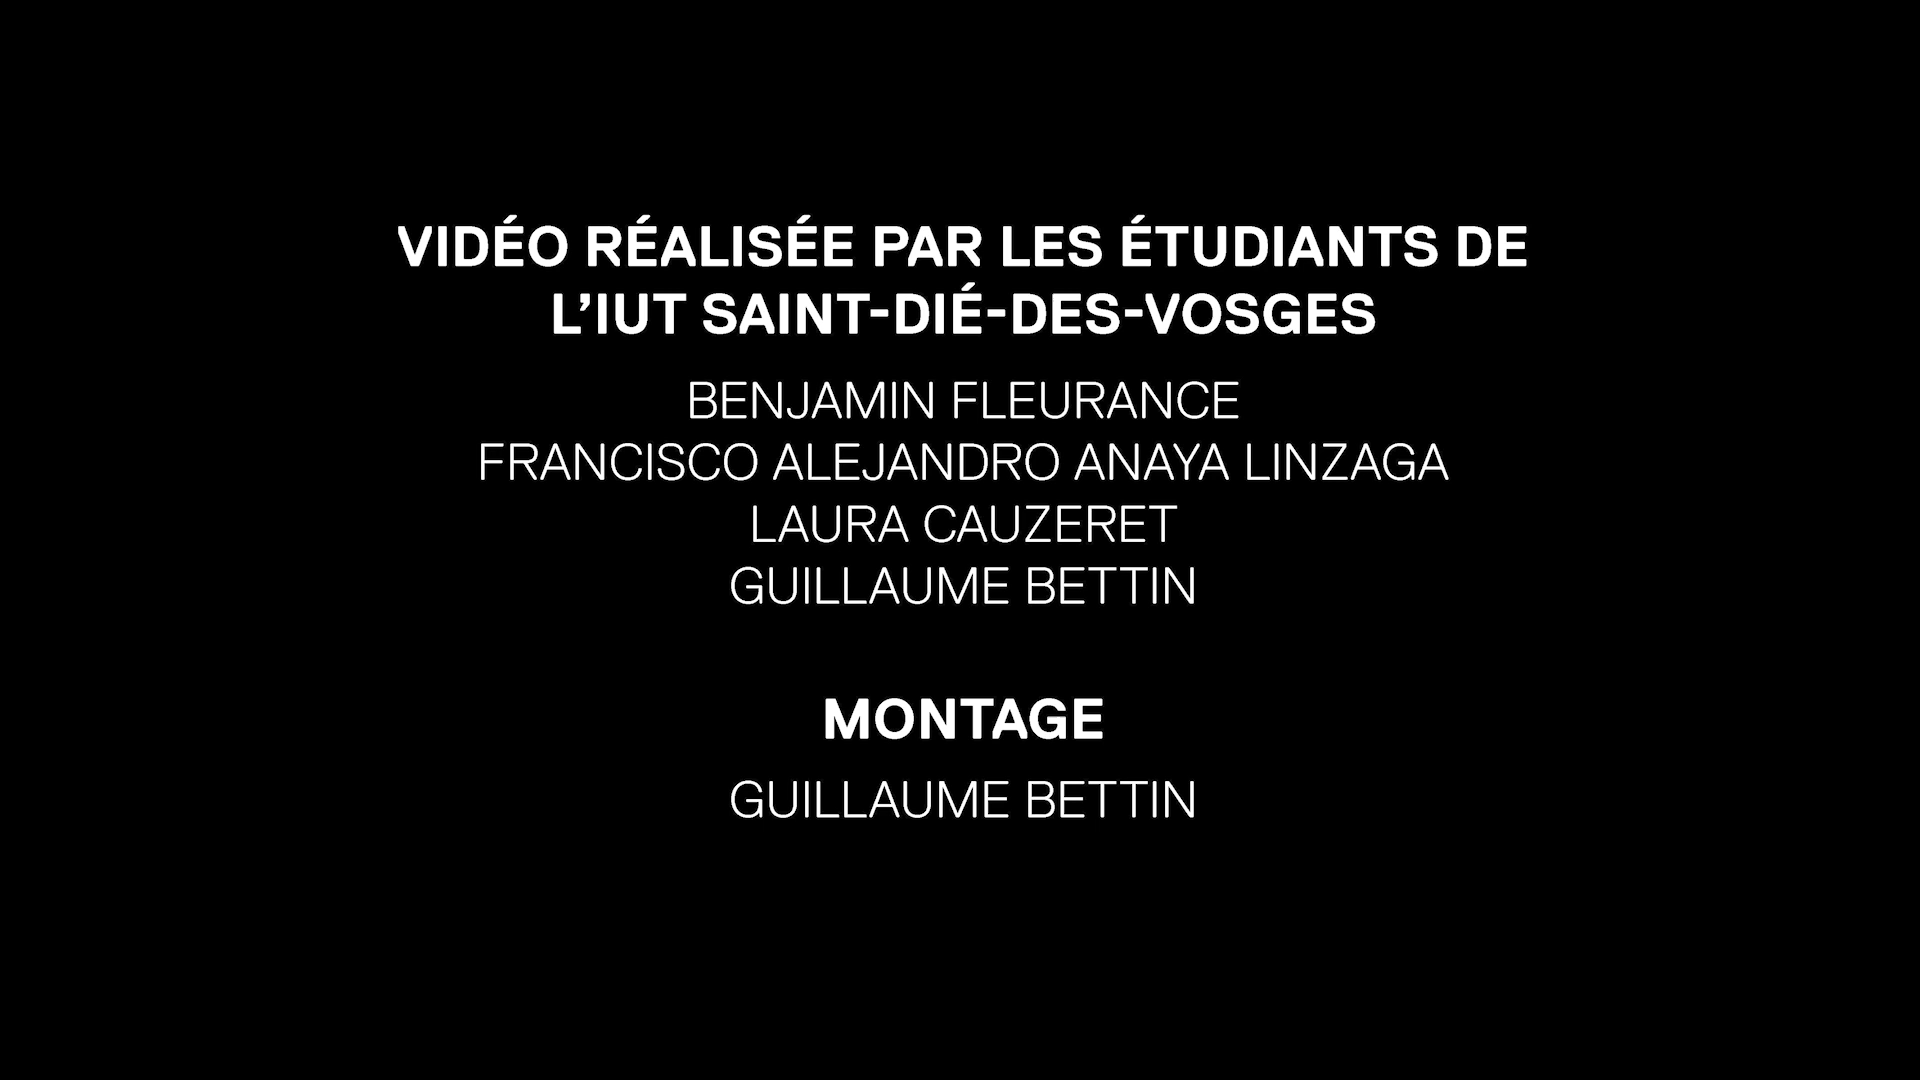 VIDÉO RÉALISÉE PAR LES ÉTUDIANTS DE
L’IUT SAINT-DIÉ-DES-VOSGES
BENJAMIN FLEURANCE
FRANCISCO ALEJANDRO ANAYA LINZAGA
LAURA CAUZERET
GUILLAUME BETTIN
MONTAGE
GUILLAUME BETTIN